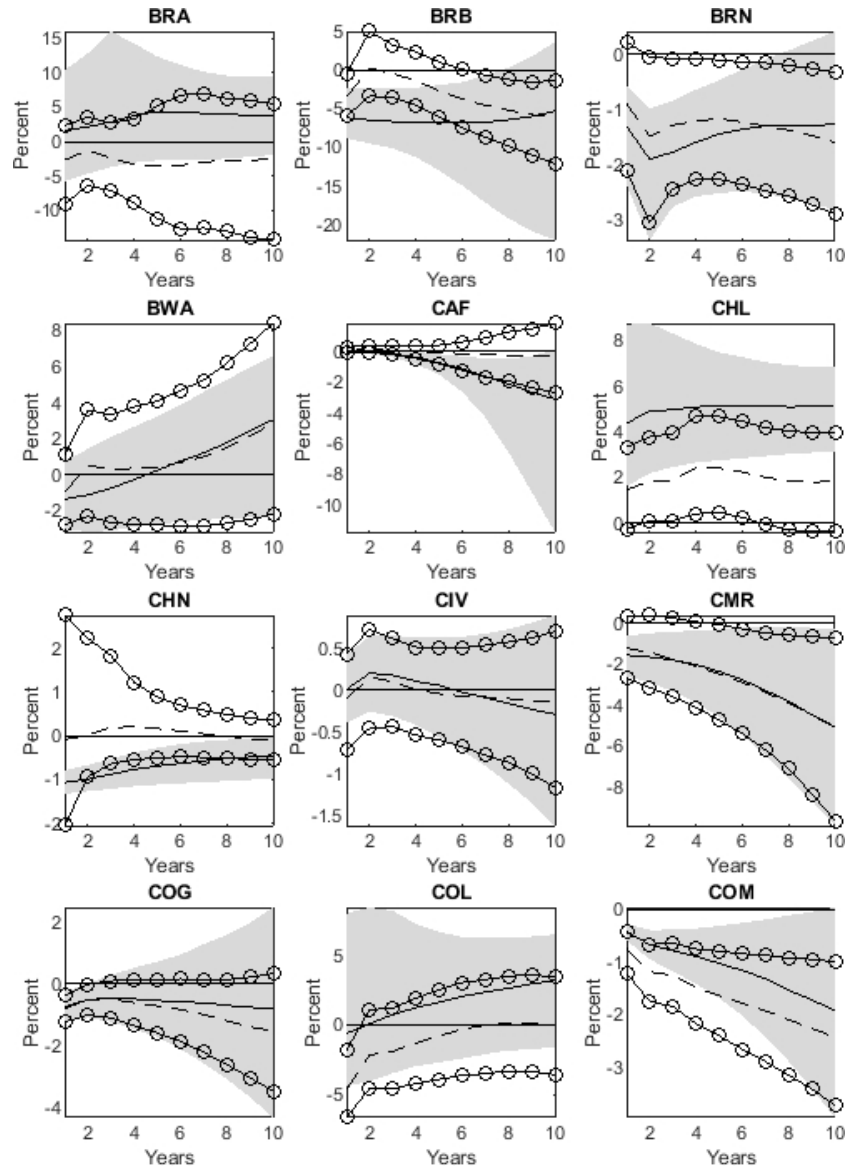 BRA
BRB
BRN
15
10
5
0
-5
-10
Percent
2 4 6 8 10
Years
5
0
-5
-10
-15
-20
Percent
2 4 6 8 10
Years
0
-1
-2
-3
Percent
2 4 6 8 10
Years
BWA
CAF
CHL
8
6
4
2
0
-2
Percent
2 4 6 8 10
Years
0
-2
-4
-6
-8
-10
Percent
2 4 6 8 10
Years
8
6
4
2
0
Percent
2 4 6 8 10
Years
CHN
CIV
CMR
2
1
0
-1
-2
Percent
2 4 6 8 10
Years
0.5
0
-0.5
-1
-1.5
Percent
2 4 6 8 10
Years
0
-2
-4
-6
-8
Percent
2 4 6 8 10
Years
COG
COL
COM
2
0
-2
-4
Percent
2 4 6 8 10
Years
5
0
-5
Percent
2 4 6 8 10
Years
0
-1
-2
-3
Percent
2 4 6 8 10
Years